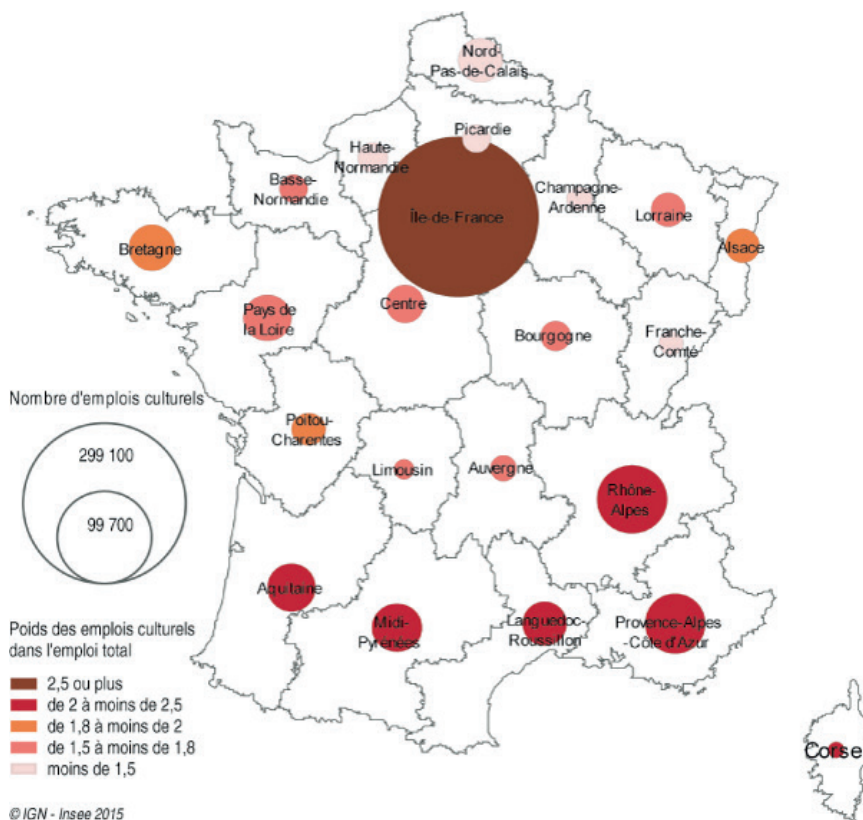 Nord-
Pas-de-Calais
Picardie
Haute-
Normandie
Basse-
Normandie
Champagne-
Ardenne
Île-de-France
Lorraine
Bretagne
Alsace
Pays de
la Loire
Centre
Bourgogne
Franche-
Comté
Nombre d'emplois culturels
299 100
99 700
Poitou-
Charentes
Limousin
Auvergne
Rhône-
Alpes
Aquitaine
Midi-
Pyrénées
Languedoc-
Roussillon
Provence-Alpes
-Côte d'Azur
Poids des emplois culturels
dans l'emploi total
2,5 ou plus
de 2 à moins de 2,5
de 1,8 à moins de 2
de 1,5 à moins de 1,8
moins de 1,5
Corse
© IGN - Insee 2015